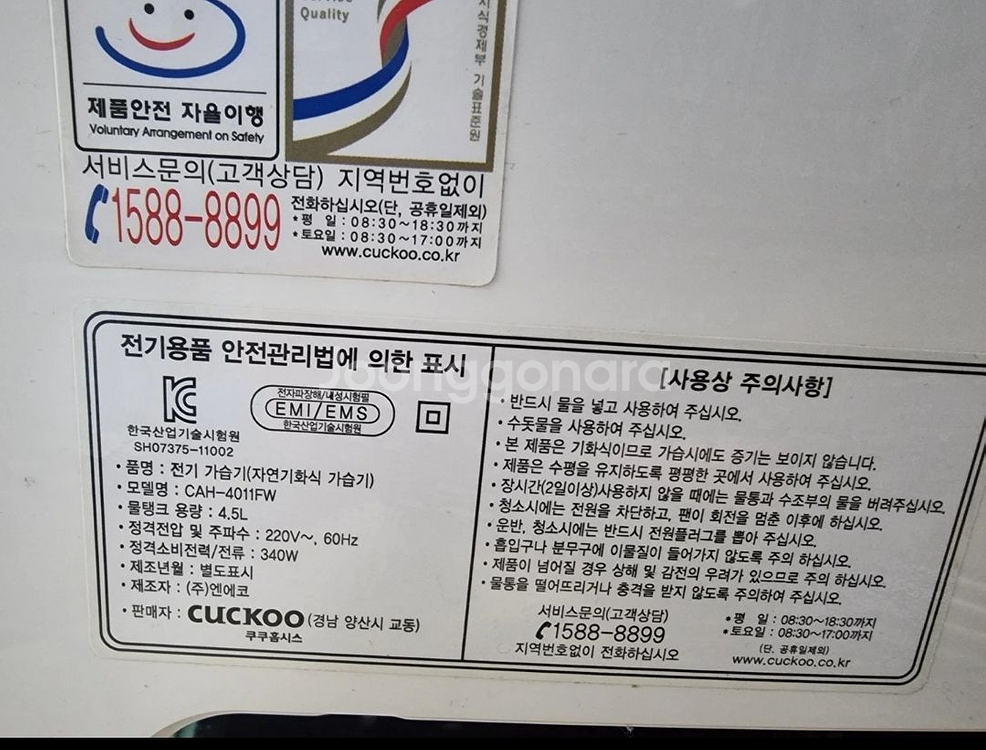 Quality
지식경제부 기술표준원
제품안전 자율이행
Voluntary Arrangement on Safety
서비스문의(고객상담) 지역번호없이
1588-8899
전화하십시오(단, 공휴일제외)
* 평 일 : 08:30~18:30까지
* 토요일 : 08:30~17:00까지
www.cuckoo.co.kr
Joonggonara
전기용품 안전관리법에 의한 표시
전자파장해/내성시험필
EMI/EMS
한국산업기술시험원
한국산업기술시험원
SH07375-11002
• 품명 : 전기 가습기(자연기화식 가습기)
• 모델명 : CAH-4011FW
• 물탱크 용량 : 4.5L
• 정격전압 및 주파수 : 220V~, 60Hz
• 정격소비전력/전류 : 340W
• 제조년월 : 별도표시
• 제조자 : (주)엔에코
• 판매자 : CUCKOO (경남 양산시 교동)
쿠쿠홈시스
[사용상 주의사항]
• 반드시 물을 넣고 사용하여 주십시오.
• 수돗물을 사용하여 주십시오.
• 본 제품은 기화식이므로 가습시에도 증기는 보이지 않습니다.
• 제품은 수평을 유지하도록 평평한 곳에서 사용하여 주십시오.
• 장시간(2일이상)사용하지 않을 때에는 물통과 수조부의 물을 버려주십시오.
• 청소시에는 전원을 차단하고, 팬이 회전을 멈춘 이후에 하십시오.
• 운반, 청소시에는 반드시 전원플러그를 뽑아 주십시오.
• 흡입구나 분무구에 이물질이 들어가지 않도록 주의 하십시오.
• 제품이 넘어질 경우 상해 및 감전의 우려가 있으므로 주의 하십시오.
• 물통을 떨어뜨리거나 충격을 받지 않도록 주의하여 주십시오.
서비스문의(고객상담)
1588-8899
지역번호없이 전화하십시오
* 평 일 : 08:30~18:30까지
* 토요일 : 08:30~17:00까지
(단, 공휴일제외)
www.cuckoo.co.kr